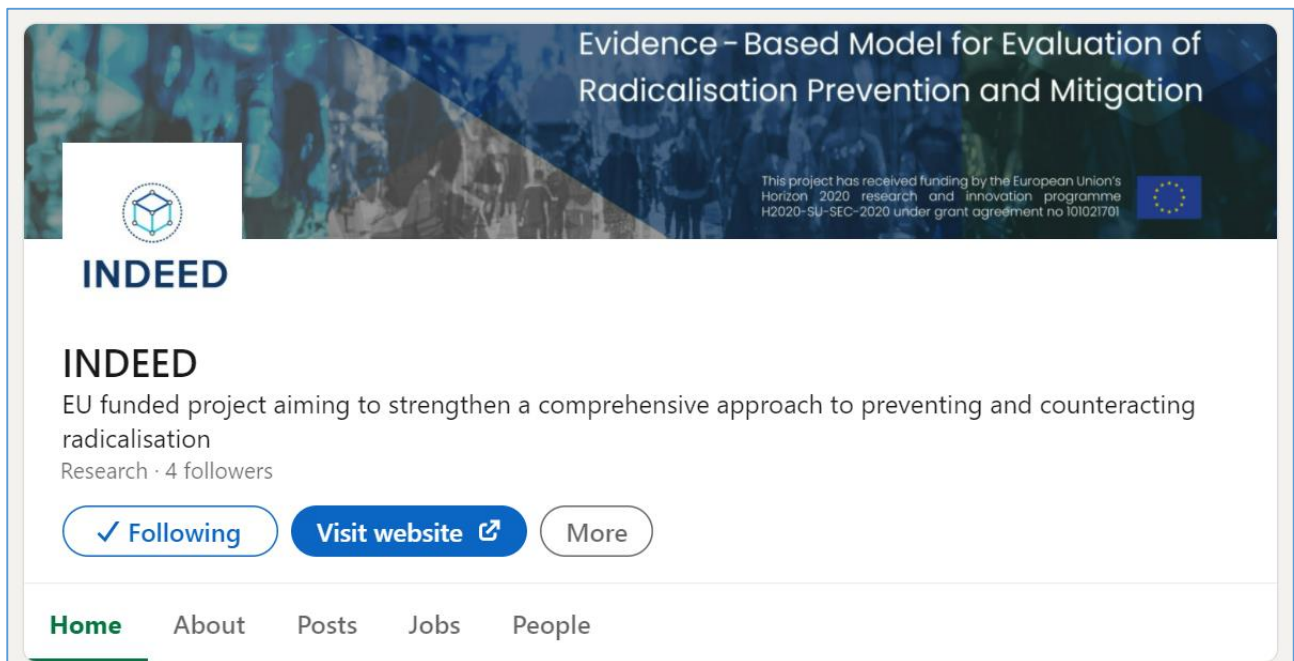 Evidence-Based Model for Evaluation of
Radicalisation Prevention and Mitigation
This project has received funding by the European Union's
Horizon 2020 research and innovation programme
H2020-SU-SEC-2020 under grant agreement no 101021701
INDEED
INDEED
EU funded project aiming to strengthen a comprehensive approach to preventing and counteracting
radicalisation
Research · 4 followers
✓ Following
Visit website
More
Home
About
Posts
Jobs
People